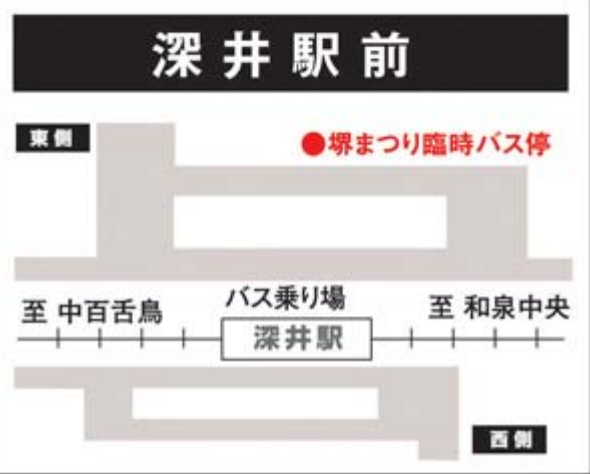 深井駅前
東側
●堺まつり臨時バス停
バス乗り場
至 中百舌鳥
至 和泉中央
深井駅
西側